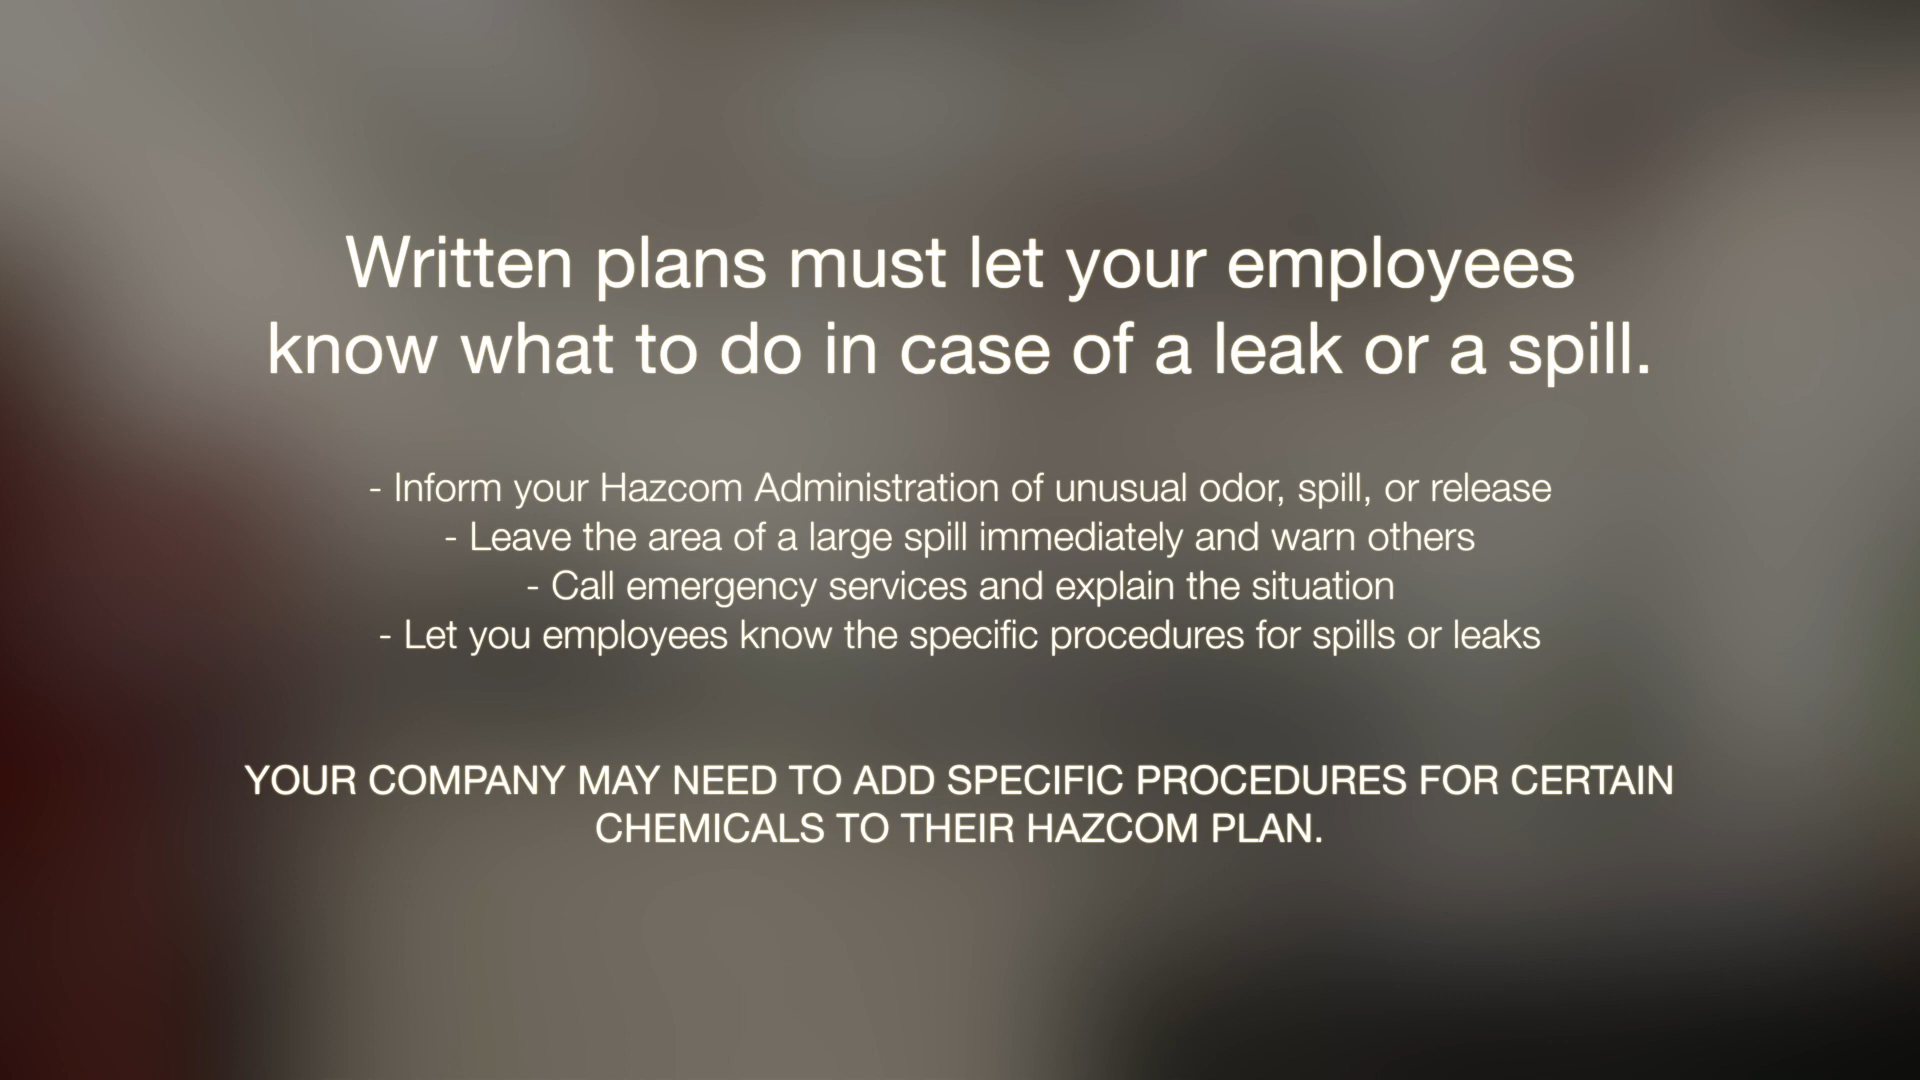 Written plans must let your employees
know what to do in case of a leak or a spill.
- Inform your Hazcom Administration of unusual odor, spill, or release
- Leave the area of a large spill immediately and warn others
- Call emergency services and explain the situation
- Let you employees know the specific procedures for spills or leaks
YOUR COMPANY MAY NEED TO ADD SPECIFIC PROCEDURES FOR CERTAIN
CHEMICALS TO THEIR HAZCOM PLAN.